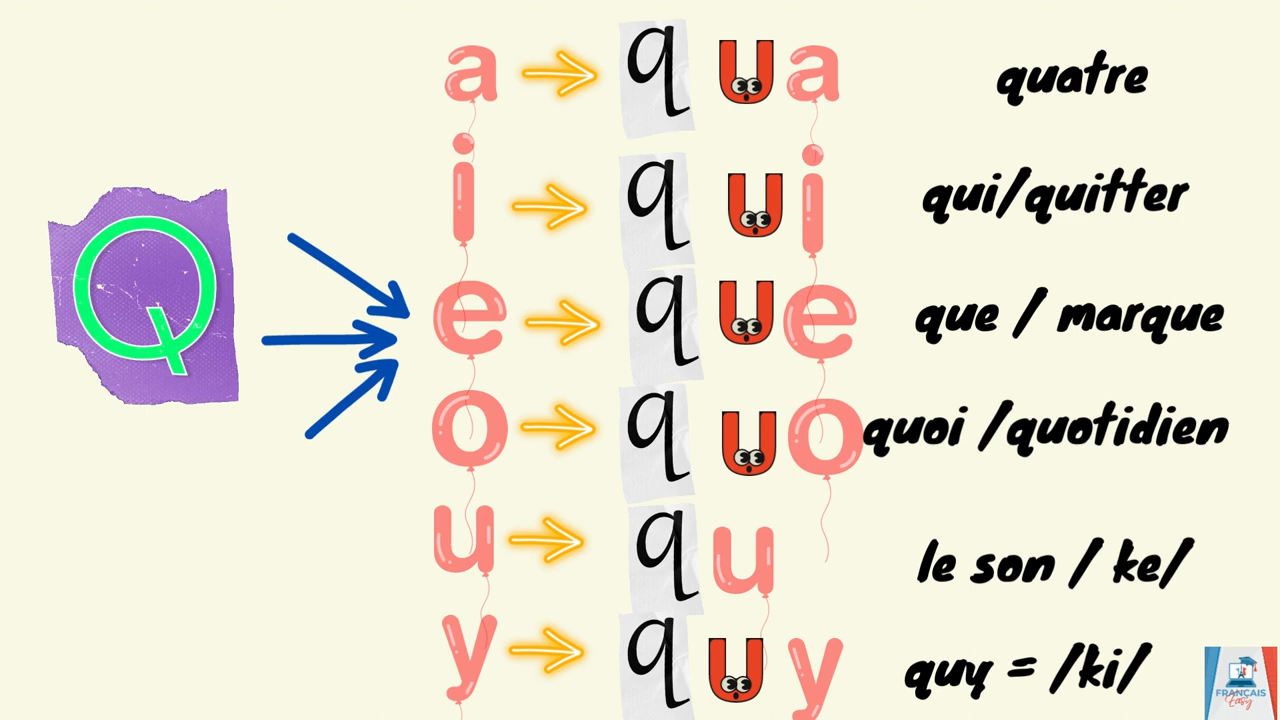 a → qua quatre
i → qui qui/quitter
Q e → que que / marque
o → quo quoi /quotidien
u → qu le son / ke/
y → quy quy = /ki/
FRANÇAIS
Easy